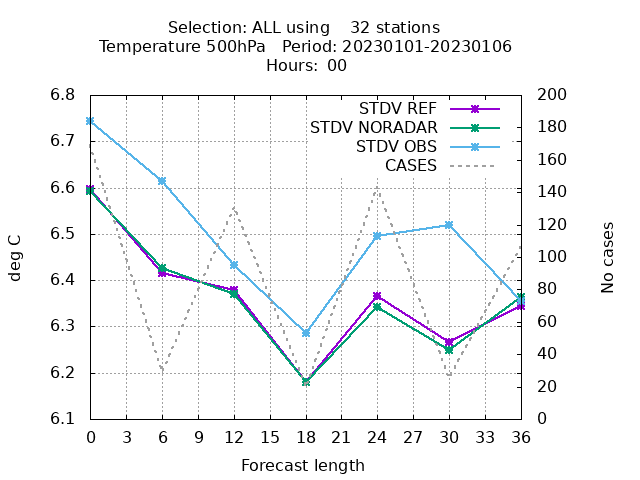 Selection: ALL using    32 stations
Temperature 500hPa   Period: 20230101-20230106
Hours:  00
STDV REF
STDV NORADAR
STDV OBS
CASES
6.8
6.7
6.6
6.5
6.4
6.3
6.2
6.1
deg C
200
180
160
140
120
100
80
60
40
20
0
No cases
0 3 6 9 12 15 18 21 24 27 30 33 36
Forecast length